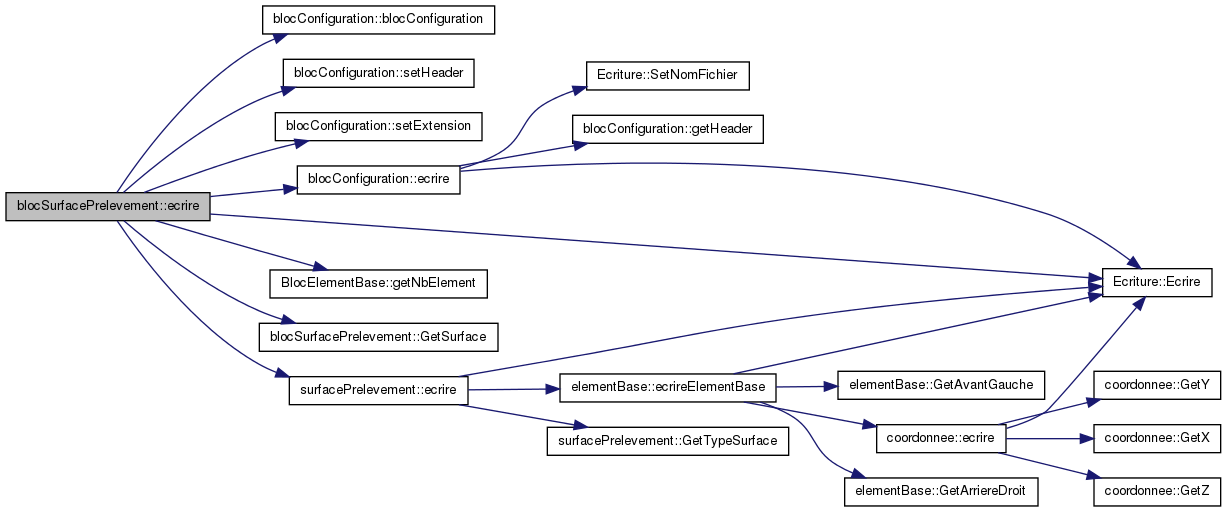 blocConfiguration::blocConfiguration
blocConfiguration::setHeader
Ecriture::SetNomFichier
blocConfiguration::setExtension
blocConfiguration::getHeader
blocConfiguration::ecrire
blocSurfacePrelevement::ecrire
BlocElementBase::getNbElement
Ecriture::Ecrire
blocSurfacePrelevement::GetSurface
surfacePrelevement::ecrire
elementBase::ecrireElementBase
elementBase::GetAvantGauche
coordonnee::GetY
surfacePrelevement::GetTypeSurface
coordonnee::ecrire
coordonnee::GetX
elementBase::GetArriereDroit
coordonnee::GetZ